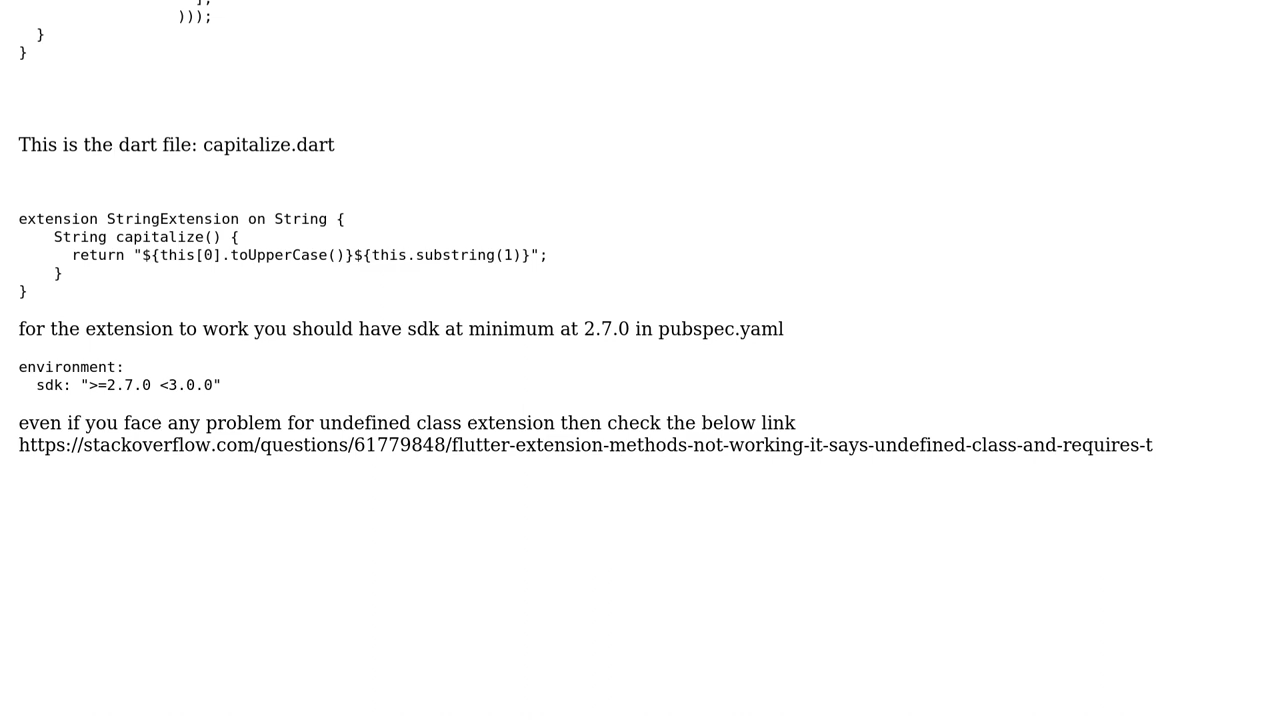 ];
)));
}
}
This is the dart file: capitalize.dart
extension StringExtension on String {
String capitalize() {
return "${this[0].toUpperCase()}${this.substring(1)}";
}
}
for the extension to work you should have sdk at minimum at 2.7.0 in pubspec.yaml
environment:
sdk: ">=2.7.0 <3.0.0"
even if you face any problem for undefined class extension then check the below link
https://stackoverflow.com/questions/61779848/flutter-extension-methods-not-working-it-says-undefined-class-and-requires-t